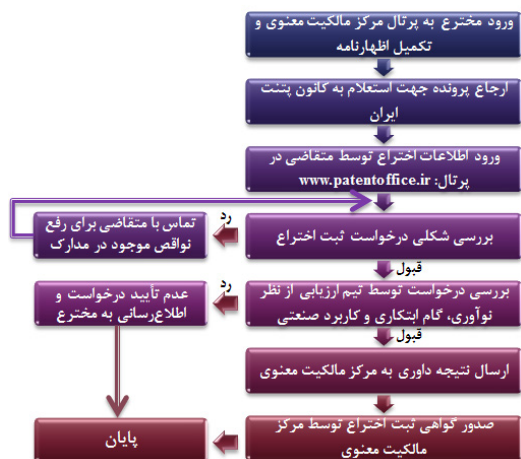 ورود مخترع به پرتال مرکز مالکیت معنوی و
تکمیل اظهارنامه
ارجاع پرونده جهت استعلام به کانون پتنت
ایران
ورود اطلاعات اختراع توسط متقاضی در
پرتال: www.patentoffice.ir
بررسی شکلی درخواست ثبت اختراع
رد
تماس با متقاضی برای رفع
نواقص موجود در مدارک
قبول
بررسی درخواست توسط تیم ارزیابی از نظر
نوآوری، گام ابتکاری و کاربرد صنعتی
رد
عدم تأیید درخواست و
اطلاع‌رسانی به مخترع
قبول
ارسال نتیجه داوری به مرکز مالکیت معنوی
صدور گواهی ثبت اختراع توسط مرکز
مالکیت معنوی
پایان